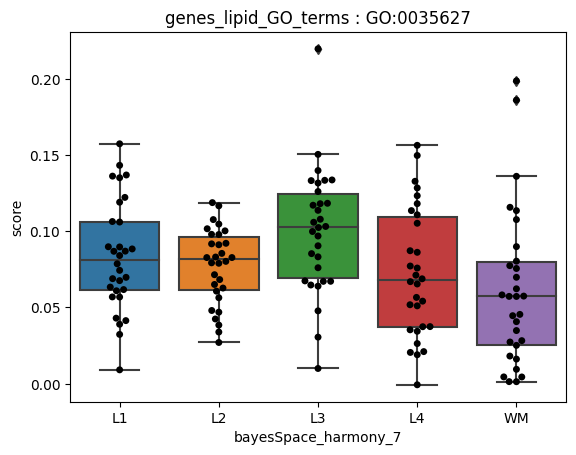 genes_lipid_GO_terms : GO:0035627
0.20
0.15
0.10
0.05
0.00
score
L1 L2 L3 L4 WM
bayesSpace_harmony_7